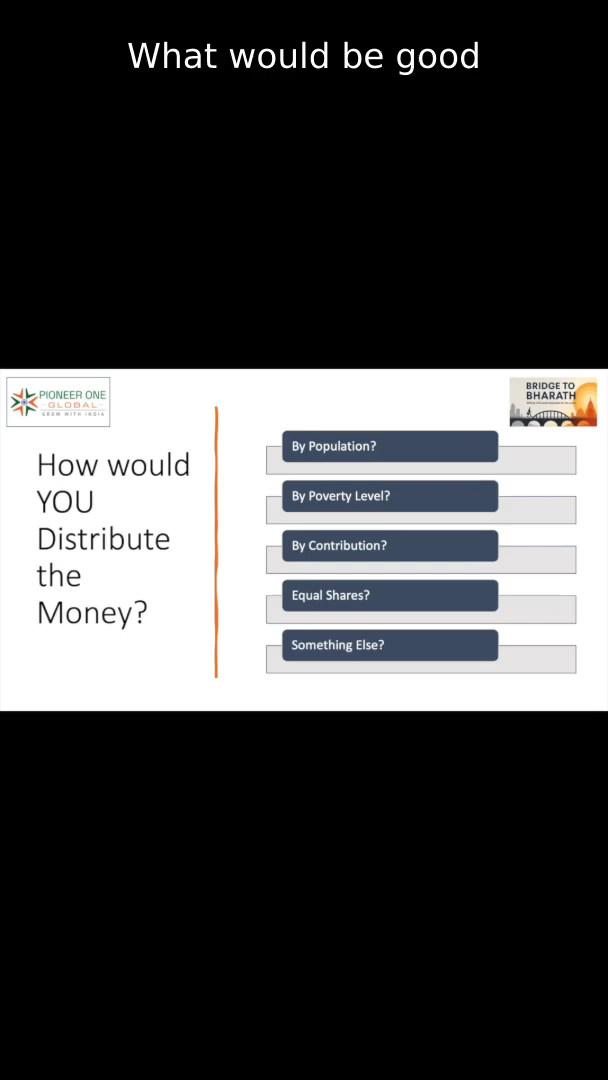 What would be good
PIONEER ONE
GLOBAL
GROW WITH INDIA
BRIDGE TO
BHARATH
How would
YOU
Distribute
the
Money?
By Population?
By Poverty Level?
By Contribution?
Equal Shares?
Something Else?